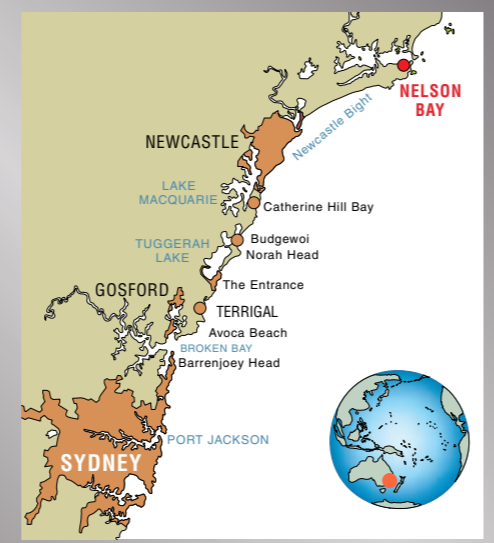 NELSON
BAY
Newcastle Bight
NEWCASTLE
LAKE
MACQUARIE
Catherine Hill Bay
TUGGERAH
LAKE
Budgewoi
Norah Head
The Entrance
GOSFORD
TERRIGAL
Avoca Beach
BROKEN BAY
Barrenjoey Head
PORT JACKSON
SYDNEY